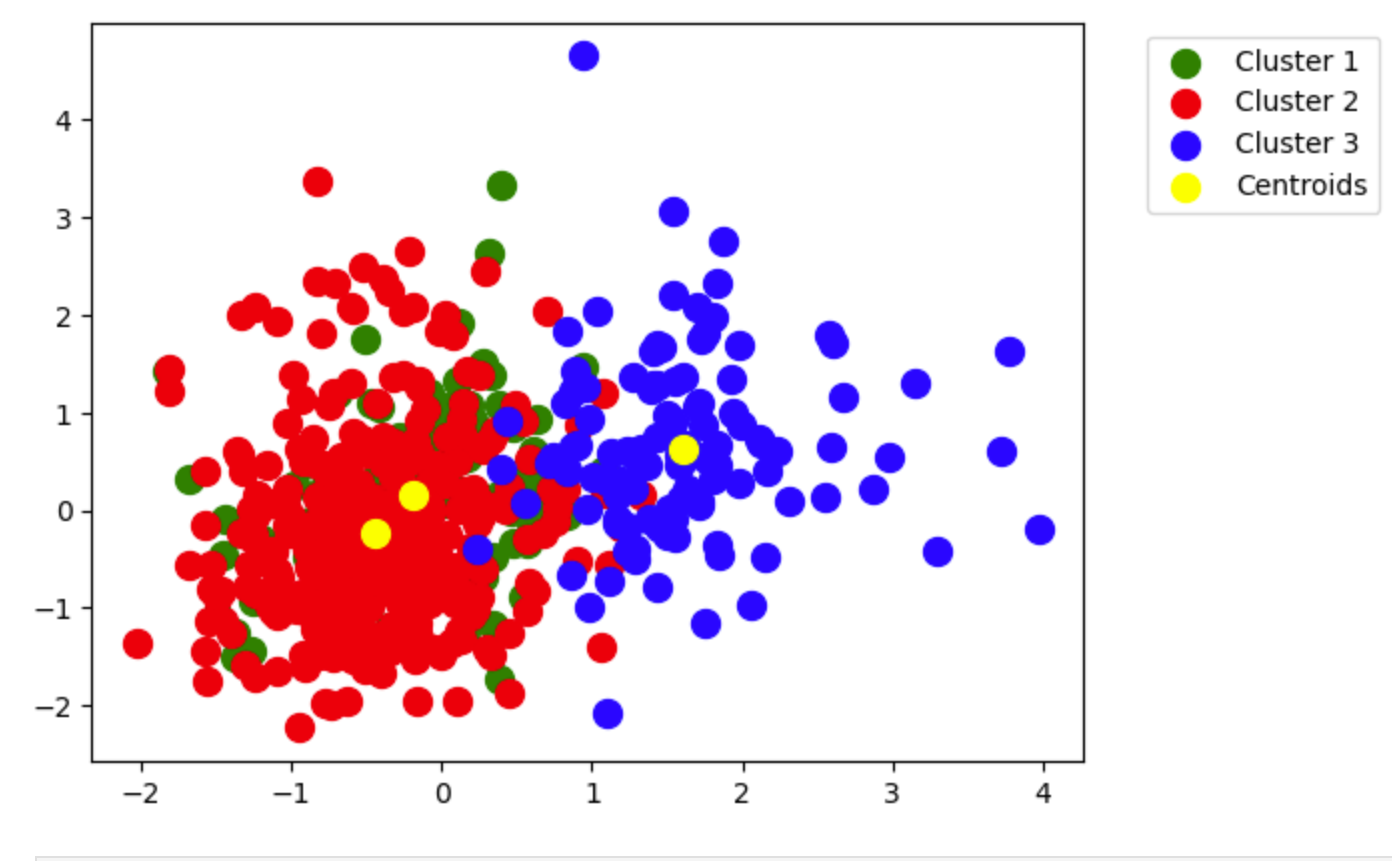 4
3
2
1
0
−1
−2
−2 −1 0 1 2 3 4
Cluster 1
Cluster 2
Cluster 3
Centroids